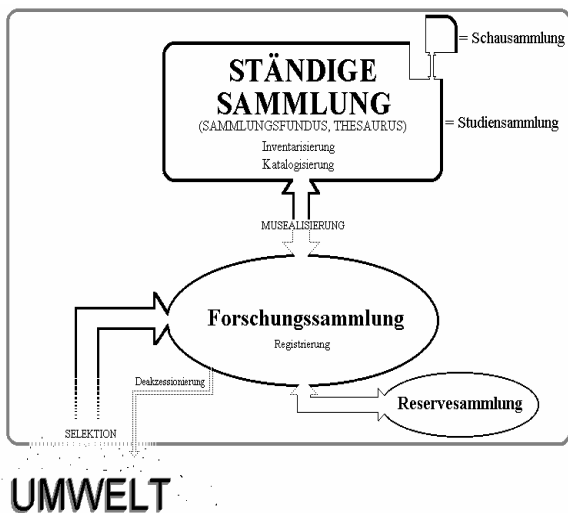 = Schausammlung
STÄNDIGE
SAMMLUNG
(SAMMLUNGSFUNDUS, THESAURUS)
= Studiensammlung
Inventarisierung
Katalogisierung
MUSEALISIERUNG
Forschungssammlung
Registrierung
Deakzessionierung
Reservesammlung
SELEKTION
UMWELT